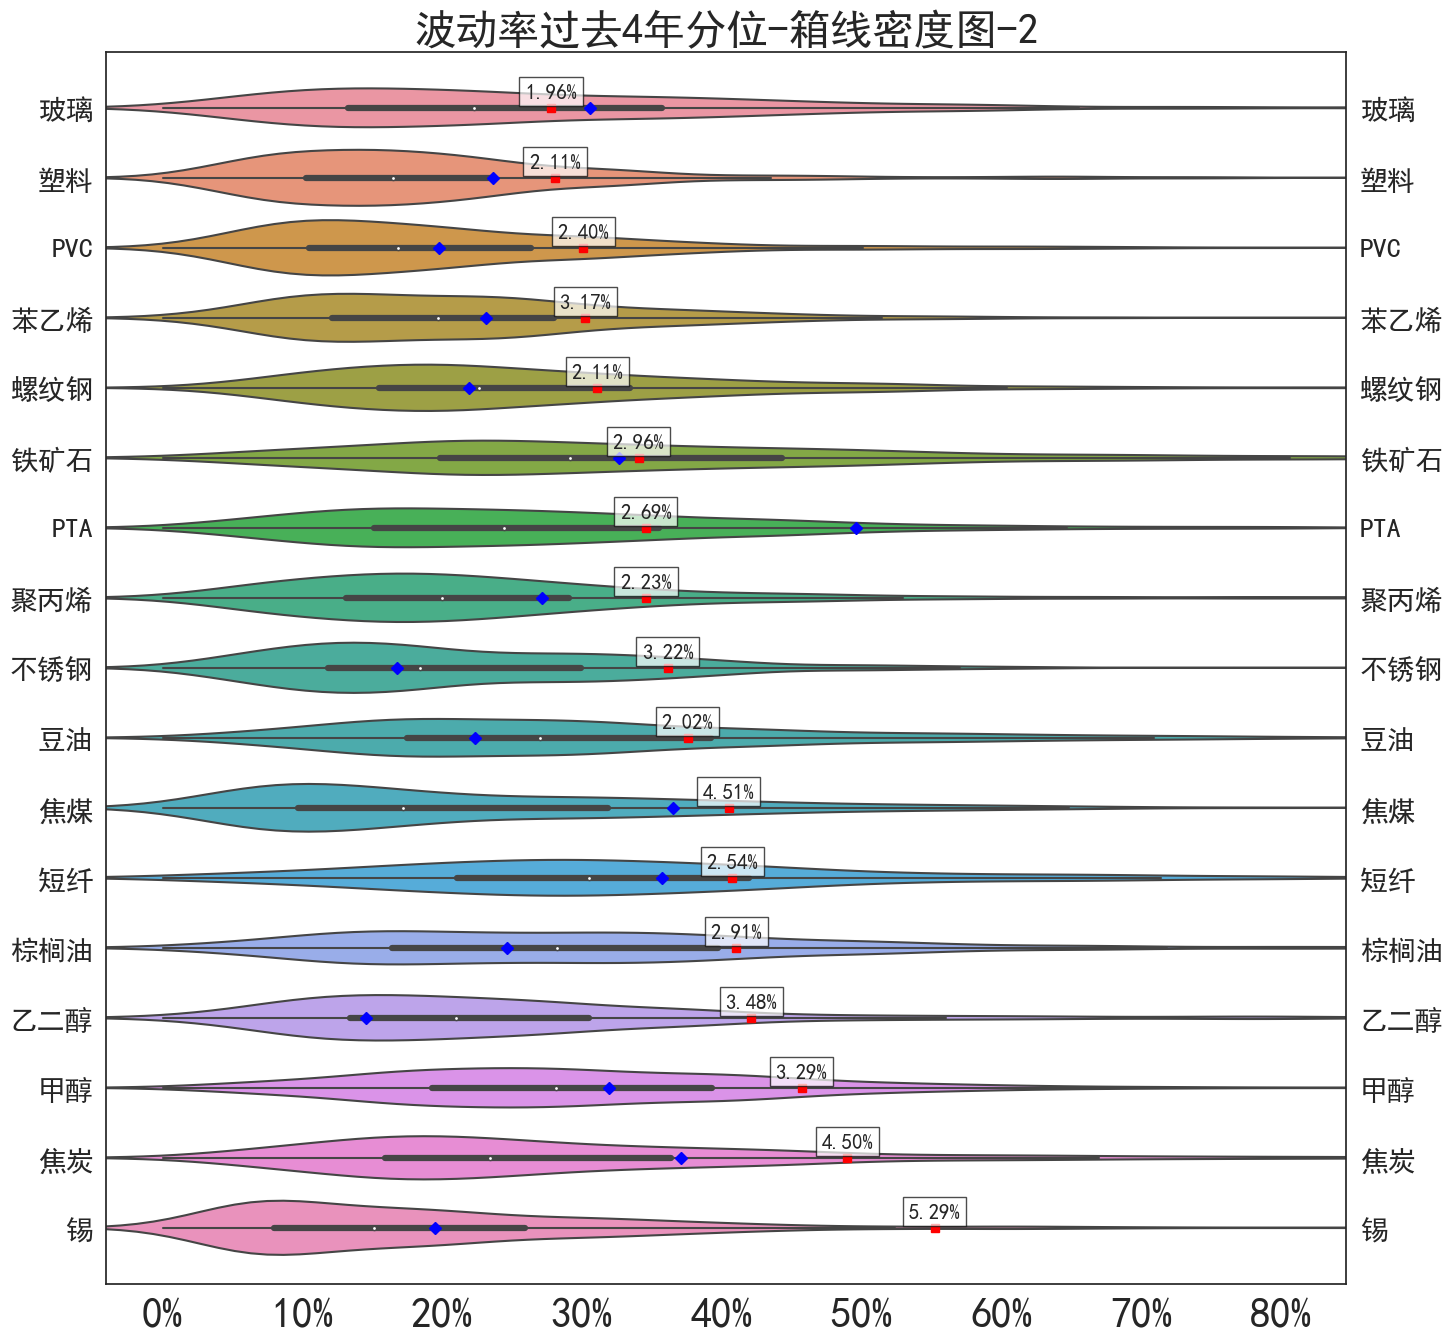 波动率过去4年分位-箱线密度图-2
玻璃 1.96% 玻璃
塑料 2.11% 塑料
PVC 2.40% PVC
苯乙烯 3.17% 苯乙烯
螺纹钢 2.11% 螺纹钢
铁矿石 2.96% 铁矿石
PTA 2.69% PTA
聚丙烯 2.23% 聚丙烯
不锈钢 3.22% 不锈钢
豆油 2.02% 豆油
焦煤 4.51% 焦煤
短纤 2.54% 短纤
棕榈油 2.91% 棕榈油
乙二醇 3.48% 乙二醇
甲醇 3.29% 甲醇
焦炭 4.50% 焦炭
锡 5.29% 锡
0% 10% 20% 30% 40% 50% 60% 70% 80%